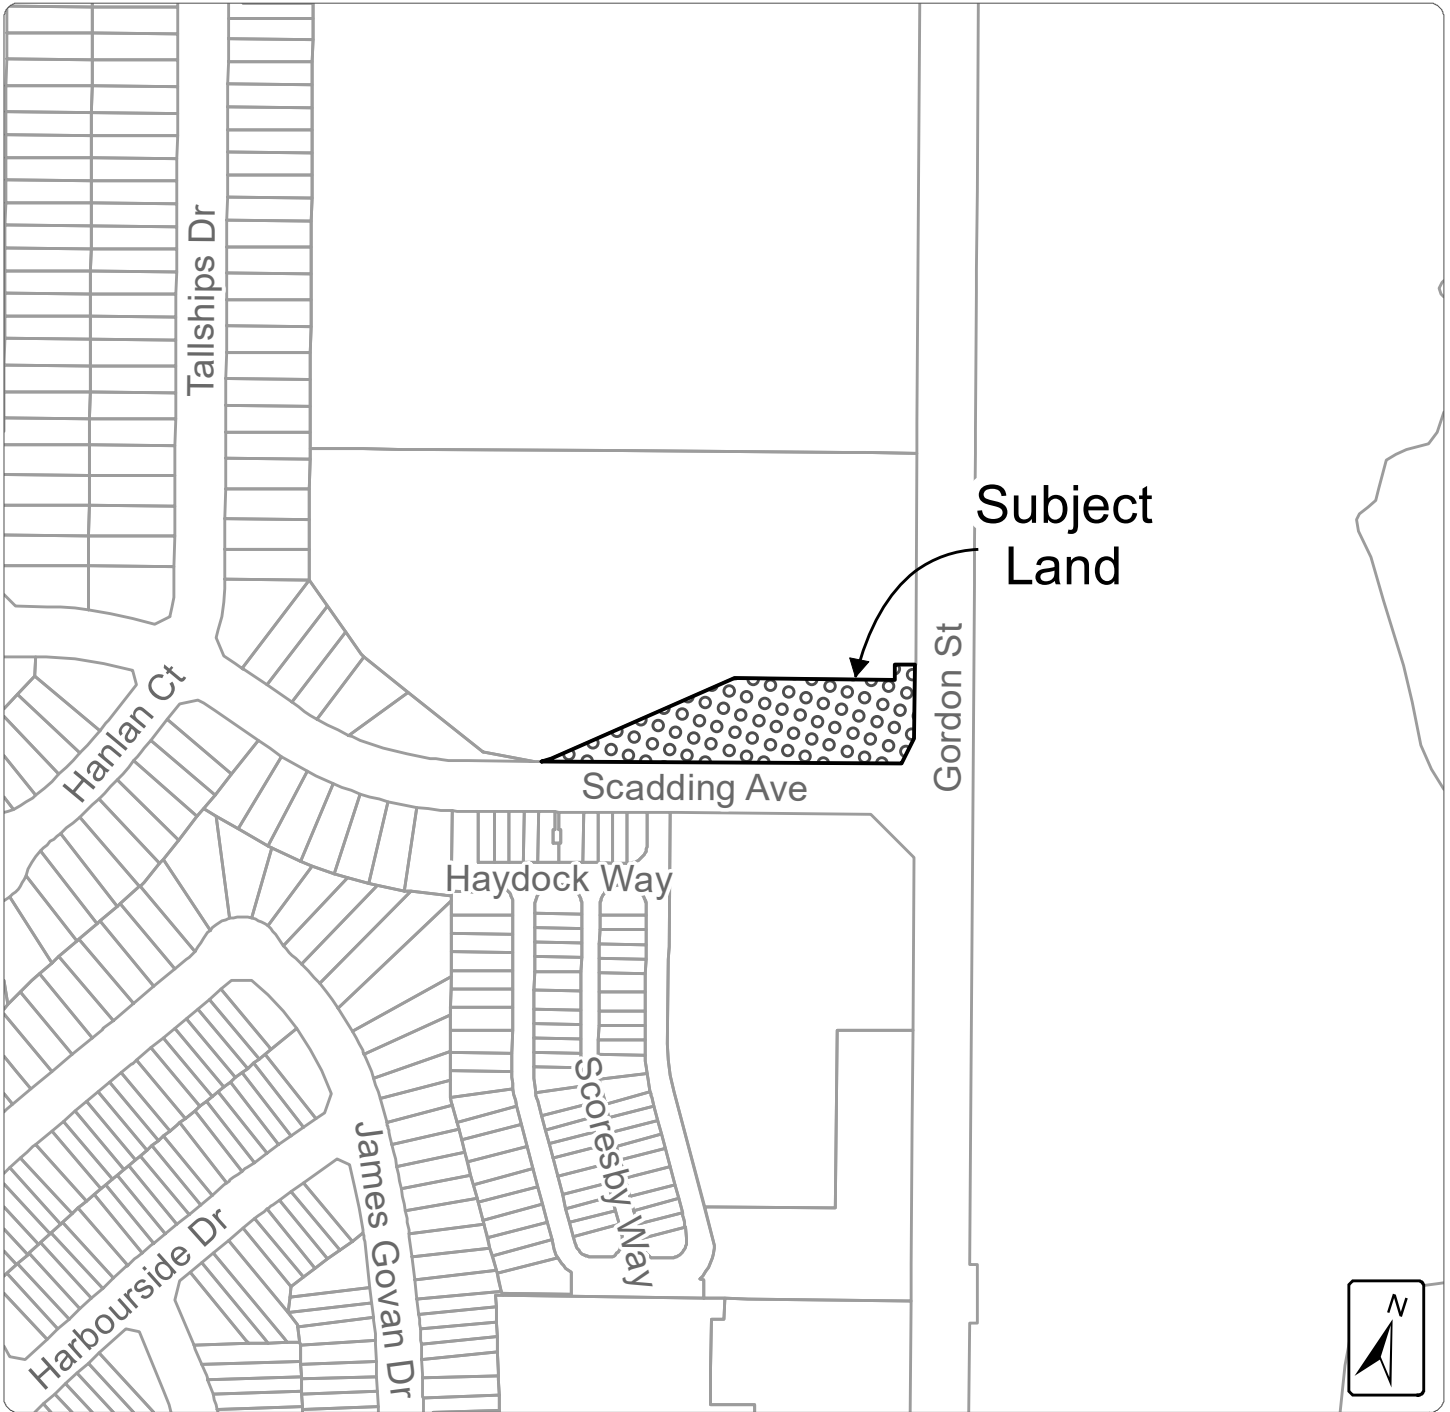 Tallships Dr
Subject
Land
Gordon St
Hanlan Ct
Scadding Ave
Haydock Way
Scoresby Way
James Govan Dr
Harbourside Dr
N